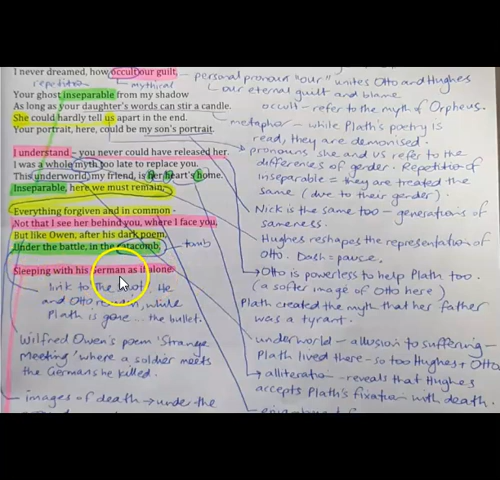 I never dreamed, how occult our guilt,
repetition
mythical
personal pronoun "our" unites Otto and Hughes
our eternal guilt and blame
Your ghost inseparable from my shadow
As long as your daughter's words can stir a candle.
She could hardly tell us apart in the end.
Your portrait, here, could be my son's portrait.
occult - refer to the myth of Orpheus.
metaphor - while Plath's poetry is
read, they are demonised.
I understand – you never could have released her.
I was a whole myth too late to replace you.
This underworld, my friend, is her heart's home.
Inseparable, here we must remain,
pronouns she and us refer to the
differences of gender. Repetition of
inseparable = they are treated the
same (due to their gender).
Everything forgiven and in common -
Not that I see her behind you, where I face you,
But like Owen, after his dark poem,
Under the battle, in the catacomb,
tomb
Sleeping with his German as if alone.
Nick is the same too - generations of
sameness.
Hughes reshapes the representation of
Otto. Dash = pause.
Otto is powerless to help Plath too.
(a softer image of Otto here)
Plath created the myth that her father
was a tyrant.
link to the
and Otto while
Plath is gone ... the bullet.
Wilfred Owen's poem 'Strange
Meeting' where a soldier meets
the Germans he killed.
underworld - allusion to suffering -
Plath lived there - so too Hughes + Otto
alliteration - reveals that Hughes
accepts Plath's fixation with death.
images of death → under the